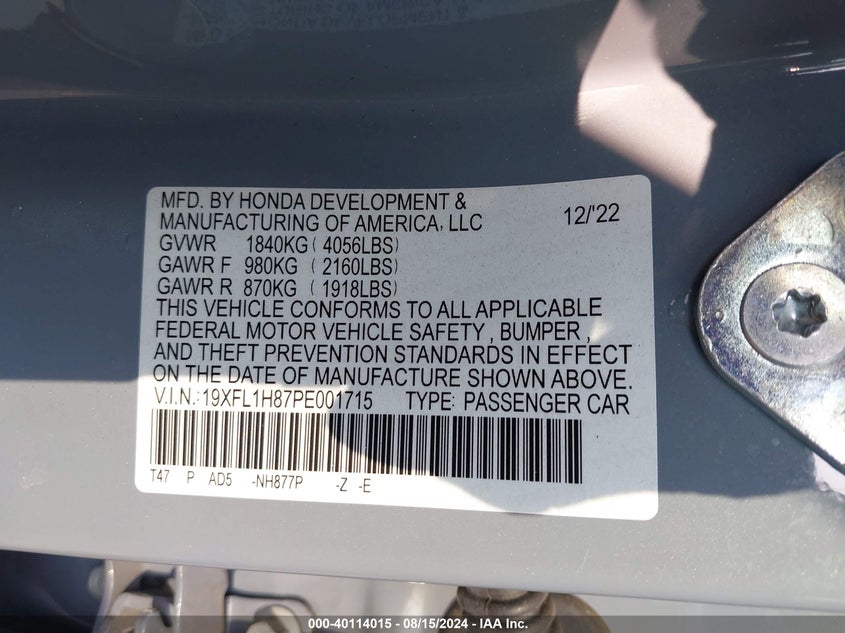 MFD. BY HONDA DEVELOPMENT &
MANUFACTURING OF AMERICA, LLC 12/'22
GVWR 1840KG ( 4056LBS)
GAWR F 980KG ( 2160LBS)
GAWR R 870KG ( 1918LBS)
THIS VEHICLE CONFORMS TO ALL APPLICABLE
FEDERAL MOTOR VEHICLE SAFETY , BUMPER ,
AND THEFT PREVENTION STANDARDS IN EFFECT
ON THE DATE OF MANUFACTURE SHOWN ABOVE.
V.I.N.:19XFL1H87PE001715 TYPE: PASSENGER CAR
T47 P AD5 -NH877P -Z -E
000-40114015 - 08/15/2024 - IAA Inc.